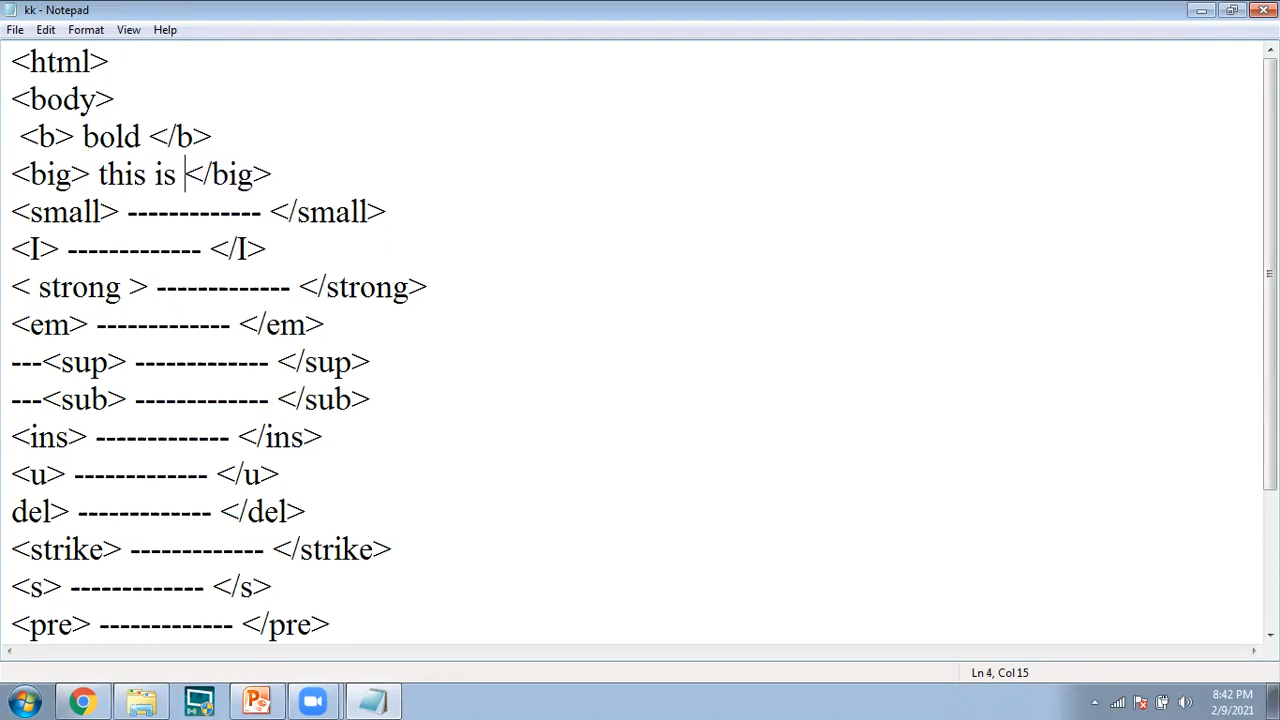 kk - Notepad
File Edit Format View Help
<html>
<body>
<b> bold </b>
<big> this is </big>
<small> ------------- </small>
<I> ------------- </I>
< strong > ------------- </strong>
<em> ------------- </em>
---<sup> ------------- </sup>
---<sub> ------------- </sub>
<ins> ------------- </ins>
<u> ------------- </u>
del> ------------- </del>
<strike> ------------- </strike>
<s> ------------- </s>
<pre> ------------- </pre>
Ln 4, Col 15
8:42 PM
2/9/2021